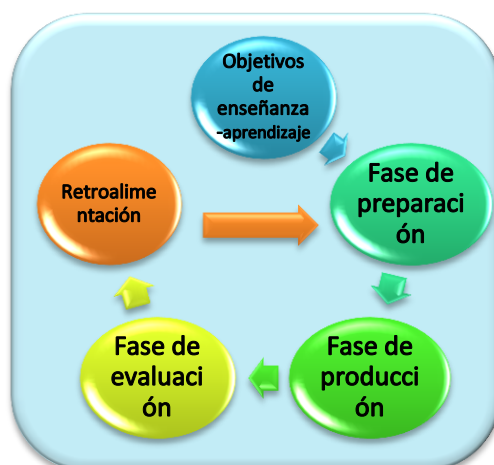 Objetivos
de
enseñanza
-aprendizaje
Fase de
preparaci
ón
Fase de
producci
ón
Fase de
evaluaci
ón
Retroalime
ntación